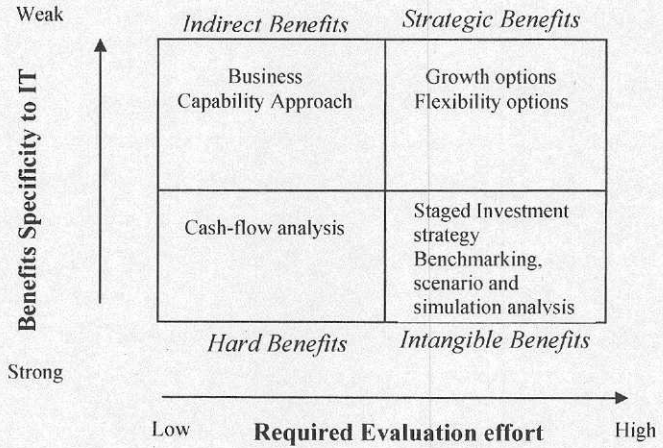 Weak
Indirect Benefits
Strategic Benefits
Business
Capability Approach
Growth options
Flexibility options
Benefits Specificity to IT
Cash-flow analysis
Staged Investment
strategy
Benchmarking,
scenario and
simulation analysis
Hard Benefits
Intangible Benefits
Strong
Low
Required Evaluation effort
High